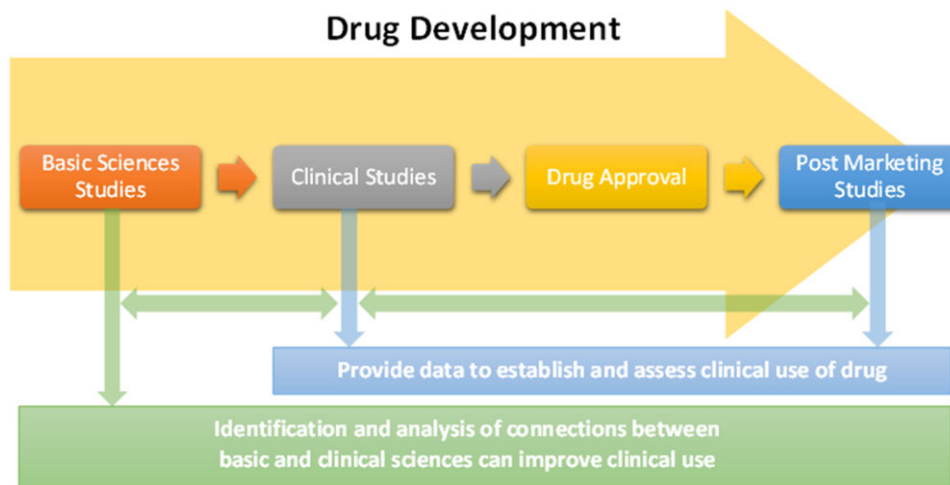 Drug Development
Basic Sciences
Studies
Clinical Studies
Drug Approval
Post Marketing
Studies
Provide data to establish and assess clinical use of drug
Identification and analysis of connections between
basic and clinical sciences can improve clinical use